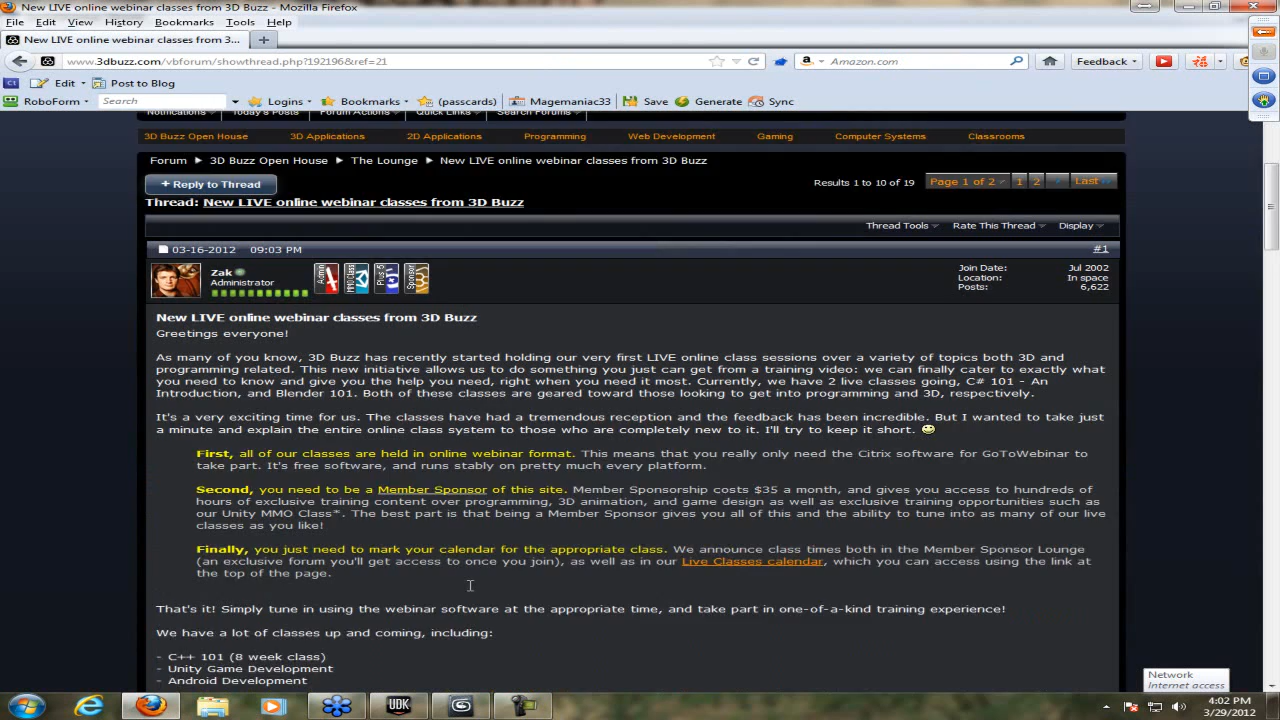 New LIVE online webinar classes from 3D Buzz - Mozilla Firefox
File Edit View History Bookmarks Tools Help
New LIVE online webinar classes from 3...
www.3dbuzz.com/vbforum/showthread.php?192196&ref=21
Amazon.com
Feedback
Edit Post to Blog
RoboForm Search Logins Bookmarks (passcards) Magemaniac33 Save Generate Sync
Notifications Today's Posts Forum Actions Quick Links Search Forums
3D Buzz Open House 3D Applications 2D Applications Programming Web Development Gaming Computer Systems Classrooms
Forum 3D Buzz Open House The Lounge New LIVE online webinar classes from 3D Buzz
+ Reply to Thread
Results 1 to 10 of 19 Page 1 of 2 1 2 Last
Thread: New LIVE online webinar classes from 3D Buzz
Thread Tools Rate This Thread Display
03-16-2012 09:03 PM #1
Zak
Administrator
Join Date: Jul 2002
Location: In space
Posts: 6,622
New LIVE online webinar classes from 3D Buzz
Greetings everyone!
As many of you know, 3D Buzz has recently started holding our very first LIVE online class sessions over a variety of topics both 3D and
programming related. This new initiative allows us to do something you just can get from a training video: we can finally cater to exactly what
you need to know and give you the help you need, right when you need it most. Currently, we have 2 live classes going, C# 101 - An
Introduction, and Blender 101. Both of these classes are geared toward those looking to get into programming and 3D, respectively.
It's a very exciting time for us. The classes have had a tremendous reception and the feedback has been incredible. But I wanted to take just
a minute and explain the entire online class system to those who are completely new to it. I'll try to keep it short.
First, all of our classes are held in online webinar format. This means that you really only need the Citrix software for GoToWebinar to
take part. It's free software, and runs stably on pretty much every platform.
Second, you need to be a Member Sponsor of this site. Member Sponsorship costs $35 a month, and gives you access to hundreds of
hours of exclusive training content over programming, 3D animation, and game design as well as exclusive training opportunities such as
our Unity MMO Class*. The best part is that being a Member Sponsor gives you all of this and the ability to tune into as many of our live
classes as you like!
Finally, you just need to mark your calendar for the appropriate class. We announce class times both in the Member Sponsor Lounge
(an exclusive forum you'll get access to once you join), as well as in our Live Classes calendar, which you can access using the link at
the top of the page.
That's it! Simply tune in using the webinar software at the appropriate time, and take part in one-of-a-kind training experience!
We have a lot of classes up and coming, including:
- C++ 101 (8 week class)
- Unity Game Development
- Android Development
Network
Internet access
UDK
4:02 PM
3/29/2012